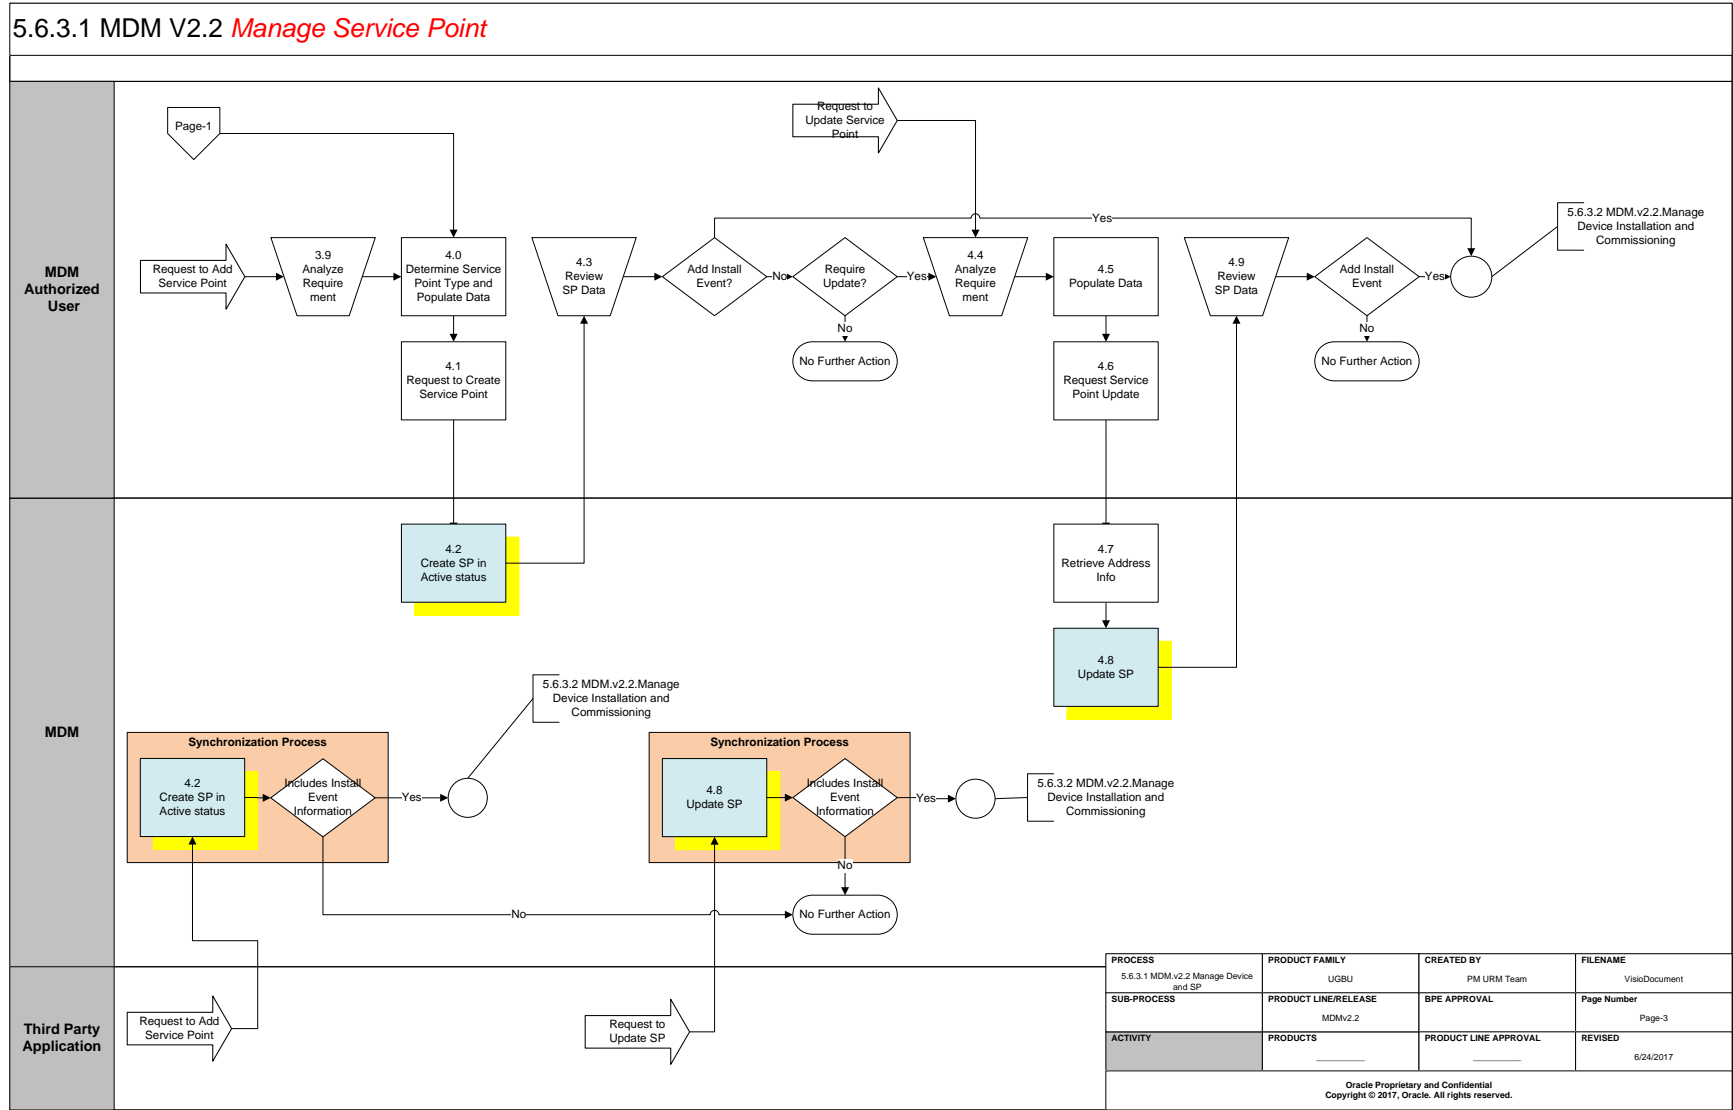 5.6.3.1 MDM V2.2 Manage Service Point
MDM
Authorized
User
Page-1
Request to
Update Service
Point
Request to Add
Service Point
3.9
Analyze
Require
ment
4.0
Determine Service
Point Type and
Populate Data
4.1
Request to Create
Service Point
4.3
Review
SP Data
Add Install
Event?
No
Require
Update?
Yes
No
No Further Action
Yes
4.4
Analyze
Require
ment
4.5
Populate Data
4.6
Request Service
Point Update
4.9
Review
SP Data
Add Install
Event
Yes
No
No Further Action
5.6.3.2 MDM.v2.2.Manage
Device Installation and
Commissioning
MDM
4.2
Create SP in
Active status
4.7
Retrieve Address
Info
4.8
Update SP
5.6.3.2 MDM.v2.2.Manage
Device Installation and
Commissioning
Synchronization Process
4.2
Create SP in
Active status
Includes Install
Event
Information
Yes
No
Synchronization Process
4.8
Update SP
Includes Install
Event
Information
Yes
No
No Further Action
5.6.3.2 MDM.v2.2.Manage
Device Installation and
Commissioning
Third Party
Application
Request to Add
Service Point
Request to
Update SP
PROCESS
5.6.3.1 MDM.v2.2 Manage Device
and SP
PRODUCT FAMILY
UGBU
CREATED BY
PM URM Team
FILENAME
VisioDocument
SUB-PROCESS
PRODUCT LINE/RELEASE
MDMv2.2
BPE APPROVAL
Page Number
Page-3
ACTIVITY
PRODUCTS
PRODUCT LINE APPROVAL
REVISED
6/24/2017
Oracle Proprietary and Confidential
Copyright © 2017, Oracle. All rights reserved.